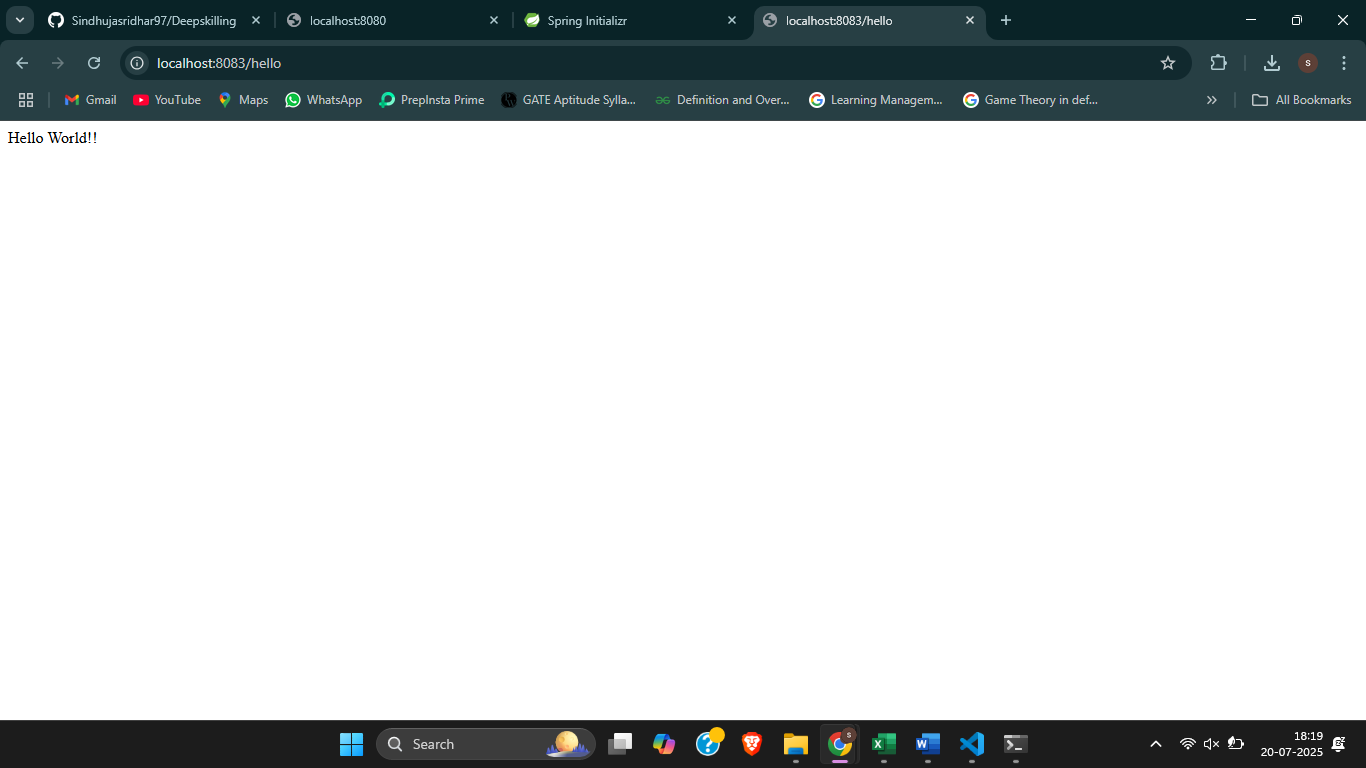 Sindhujasridhar97/Deepskilling
localhost:8080
Spring Initializr
localhost:8083/hello
localhost:8083/hello
S
Gmail
YouTube
Maps
WhatsApp
PrepInsta Prime
GATE Aptitude Sylla...
Definition and Over...
Learning Managem...
Game Theory in def...
All Bookmarks
Hello World!!
Search
18:19
20-07-2025